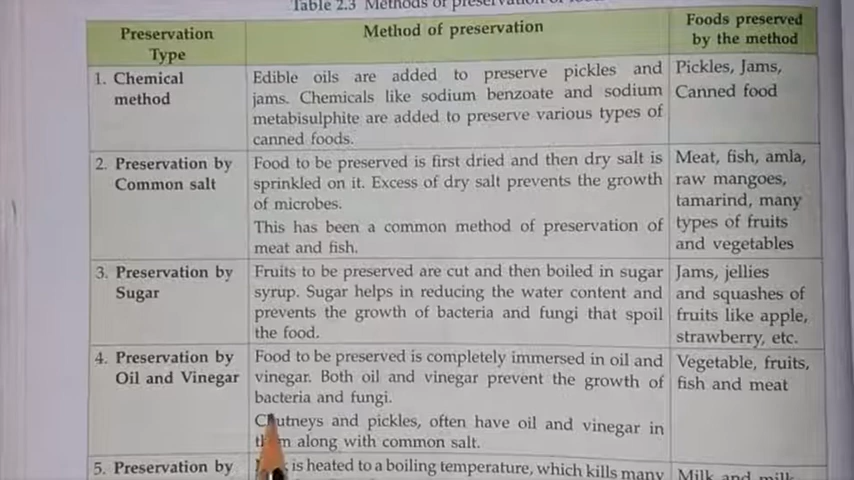 Table 2.3 Methods of preservation of food
Preservation
Type
Method of preservation
Foods preserved
by the method
1. Chemical
method
Edible oils are added to preserve pickles and
jams. Chemicals like sodium benzoate and sodium
metabisulphite are added to preserve various types of
canned foods.
Pickles, Jams,
Canned food
2. Preservation by
Common salt
Food to be preserved is first dried and then dry salt is
sprinkled on it. Excess of dry salt prevents the growth
of microbes.
This has been a common method of preservation of
meat and fish.
Meat, fish, amla,
raw mangoes,
tamarind, many
types of fruits
and vegetables
3. Preservation by
Sugar
Fruits to be preserved are cut and then boiled in sugar
syrup. Sugar helps in reducing the water content and
prevents the growth of bacteria and fungi that spoil
the food.
Jams, jellies
and squashes of
fruits like apple,
strawberry, etc.
4. Preservation by
Oil and Vinegar
Food to be preserved is completely immersed in oil and
vinegar. Both oil and vinegar prevent the growth of
bacteria and fungi.
Chutneys and pickles, often have oil and vinegar in
them along with common salt.
Vegetable, fruits,
fish and meat
5. Preservation by
is heated to a boiling temperature, which kills many
Milk and milk